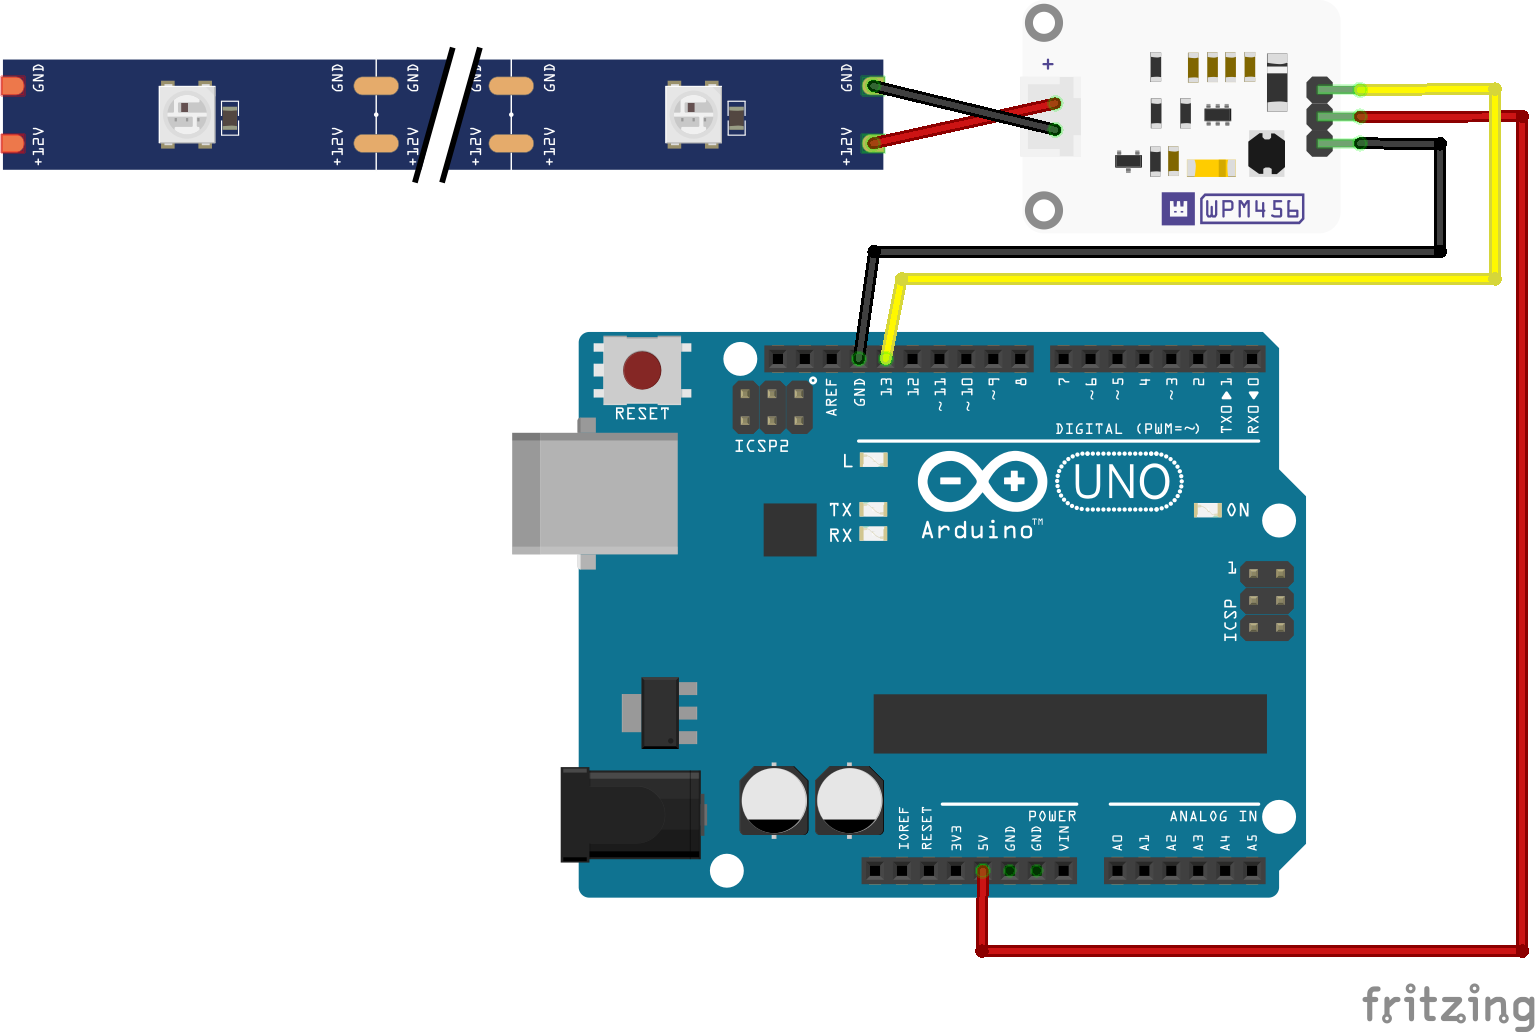 GND
GND
GND
GND
GND
GND
+12V
+12V
+12V
+12V
+12V
+12V
+
WPM456
RESET
ICSP2
AREF
GND
13
12
~11
~10
~9
8
7
~6
~5
4
~3
2
TX0▶1
RX0◀0
DIGITAL (PWM=~)
L
TX
RX
Arduino™
UNO
ON
1
ICSP
IOREF
RESET
3V3
5V
GND
GND
VIN
POWER
A0
A1
A2
A3
A4
A5
ANALOG IN
fritzing